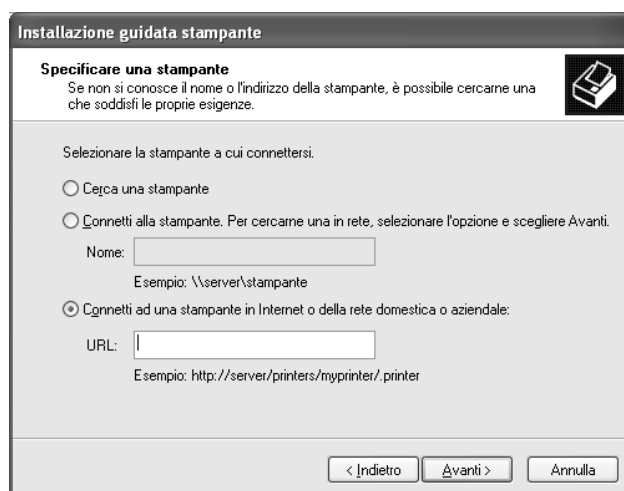 Installazione guidata stampante
Specificare una stampante
Se non si conosce il nome o l'indirizzo della stampante, è possibile cercarne una
che soddisfi le proprie esigenze.
Selezionare la stampante a cui connettersi.
Cerca una stampante
Connetti alla stampante. Per cercarne una in rete, selezionare l'opzione e scegliere Avanti.
Nome:
Esempio: \\server\stampante
Connetti ad una stampante in Internet o della rete domestica o aziendale:
URL:
Esempio: http://server/printers/myprinter/.printer
< Indietro Avanti > Annulla